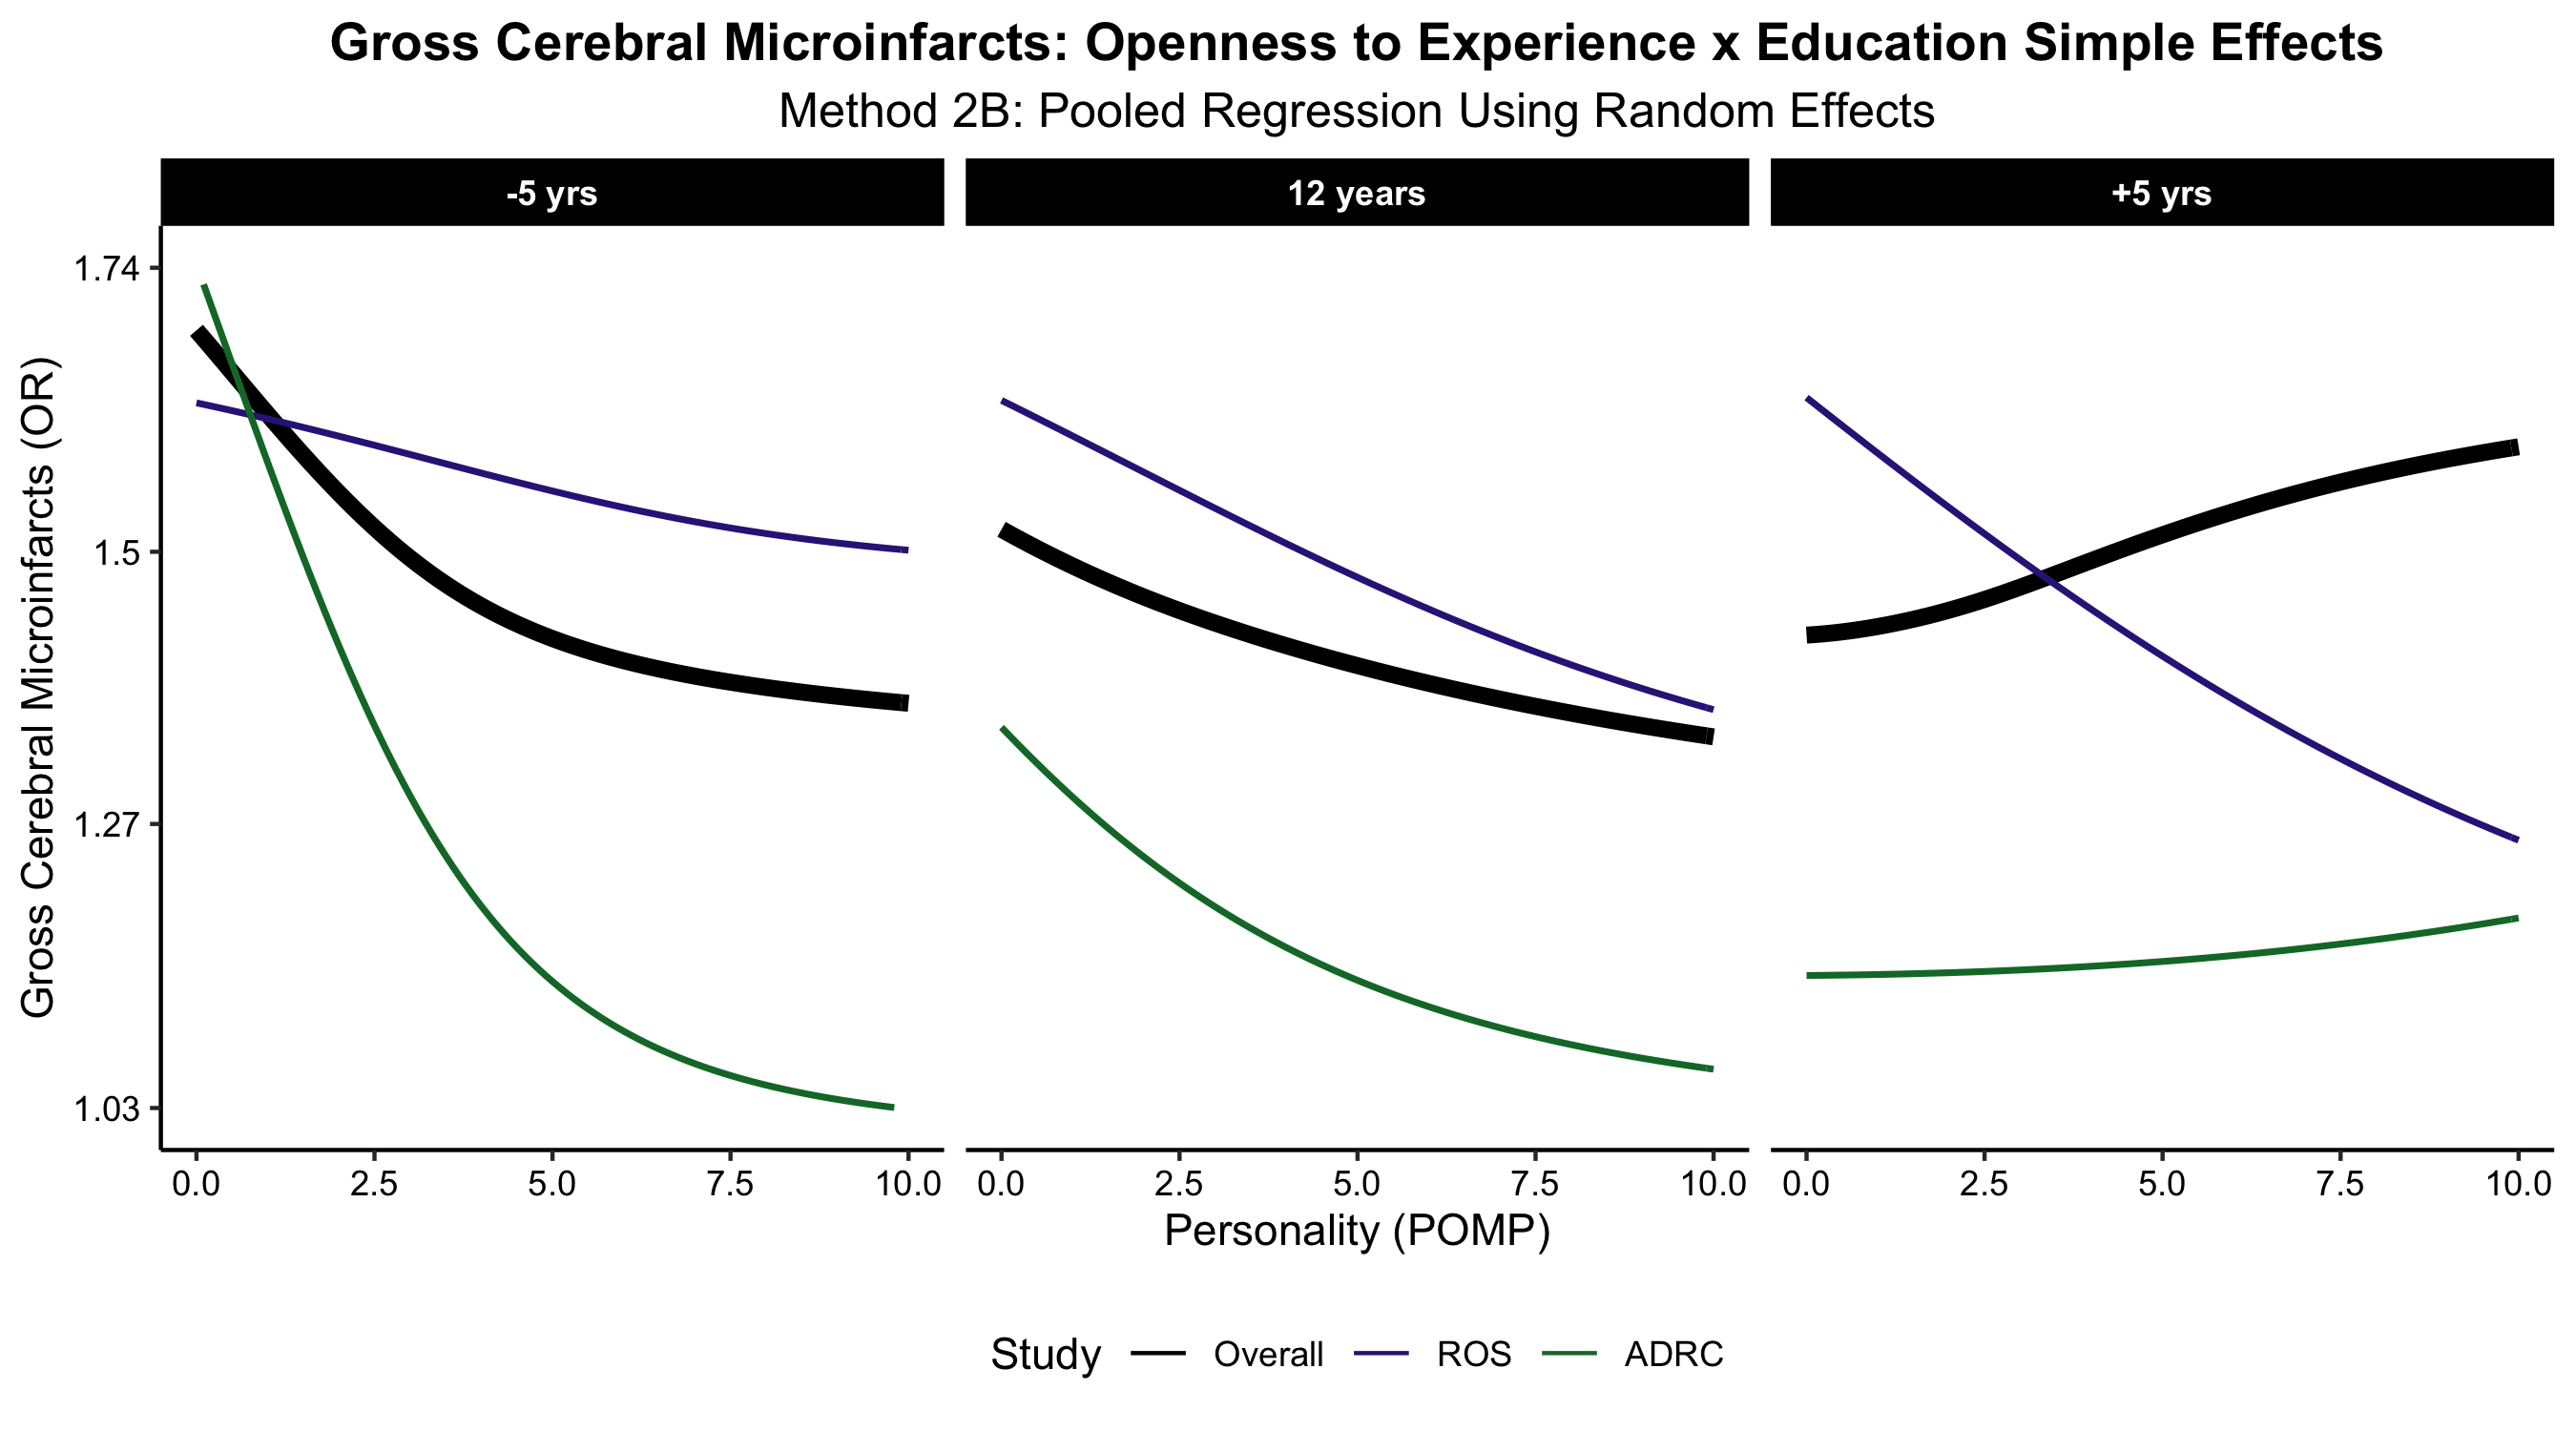 Gross Cerebral Microinfarcts: Openness to Experience x Education Simple Effects
Method 2B: Pooled Regression Using Random Effects
-5 yrs
12 years
+5 yrs
Gross Cerebral Microinfarcts (OR)
1.74
1.5
1.27
1.03
0.0 2.5 5.0 7.5 10.0
0.0 2.5 5.0 7.5 10.0
0.0 2.5 5.0 7.5 10.0
Personality (POMP)
Study Overall ROS ADRC